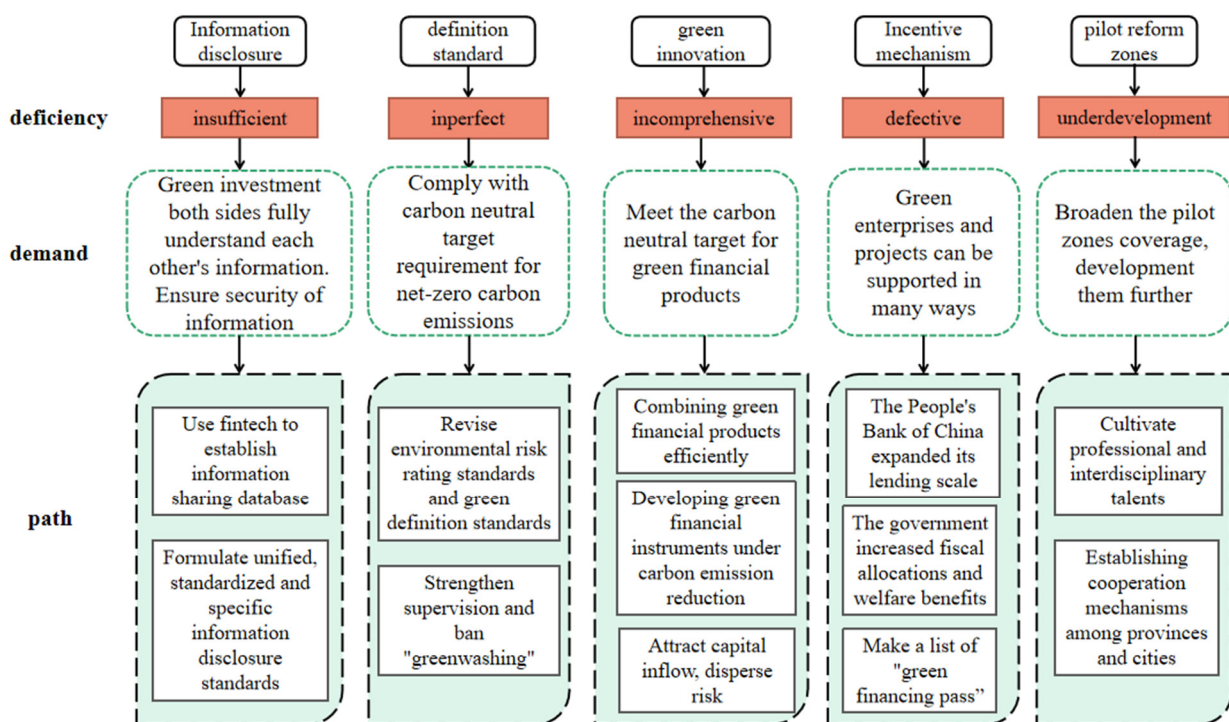 Information
disclosure
definition
standard
green
innovation
Incentive
mechanism
pilot reform
zones
deficiency
insufficient
inperfect
incomprehensive
defective
underdevelopment
demand
Green investment
both sides fully
understand each
other's information.
Ensure security of
information
Comply with
carbon neutral
target
requirement for
net-zero carbon
emissions
Meet the carbon
neutral target for
green financial
products
Green
enterprises and
projects can be
supported in
many ways
Broaden the pilot
zones coverage,
development
them further
path
Use fintech to
establish
information
sharing database
Formulate unified,
standardized and
specific
information
disclosure
standards
Revise
environmental risk
rating standards
and green
definition standards
Strengthen
supervision and
ban
"greenwashing"
Combining green
financial products
efficiently
Developing green
financial
instruments under
carbon emission
reduction
Attract capital
inflow, disperse
risk
The People's
Bank of China
expanded its
lending scale
The government
increased fiscal
allocations and
welfare benefits
Make a list of
"green
financing pass”
Cultivate
professional and
interdisciplinary
talents
Establishing
cooperation
mechanisms
among provinces
and cities